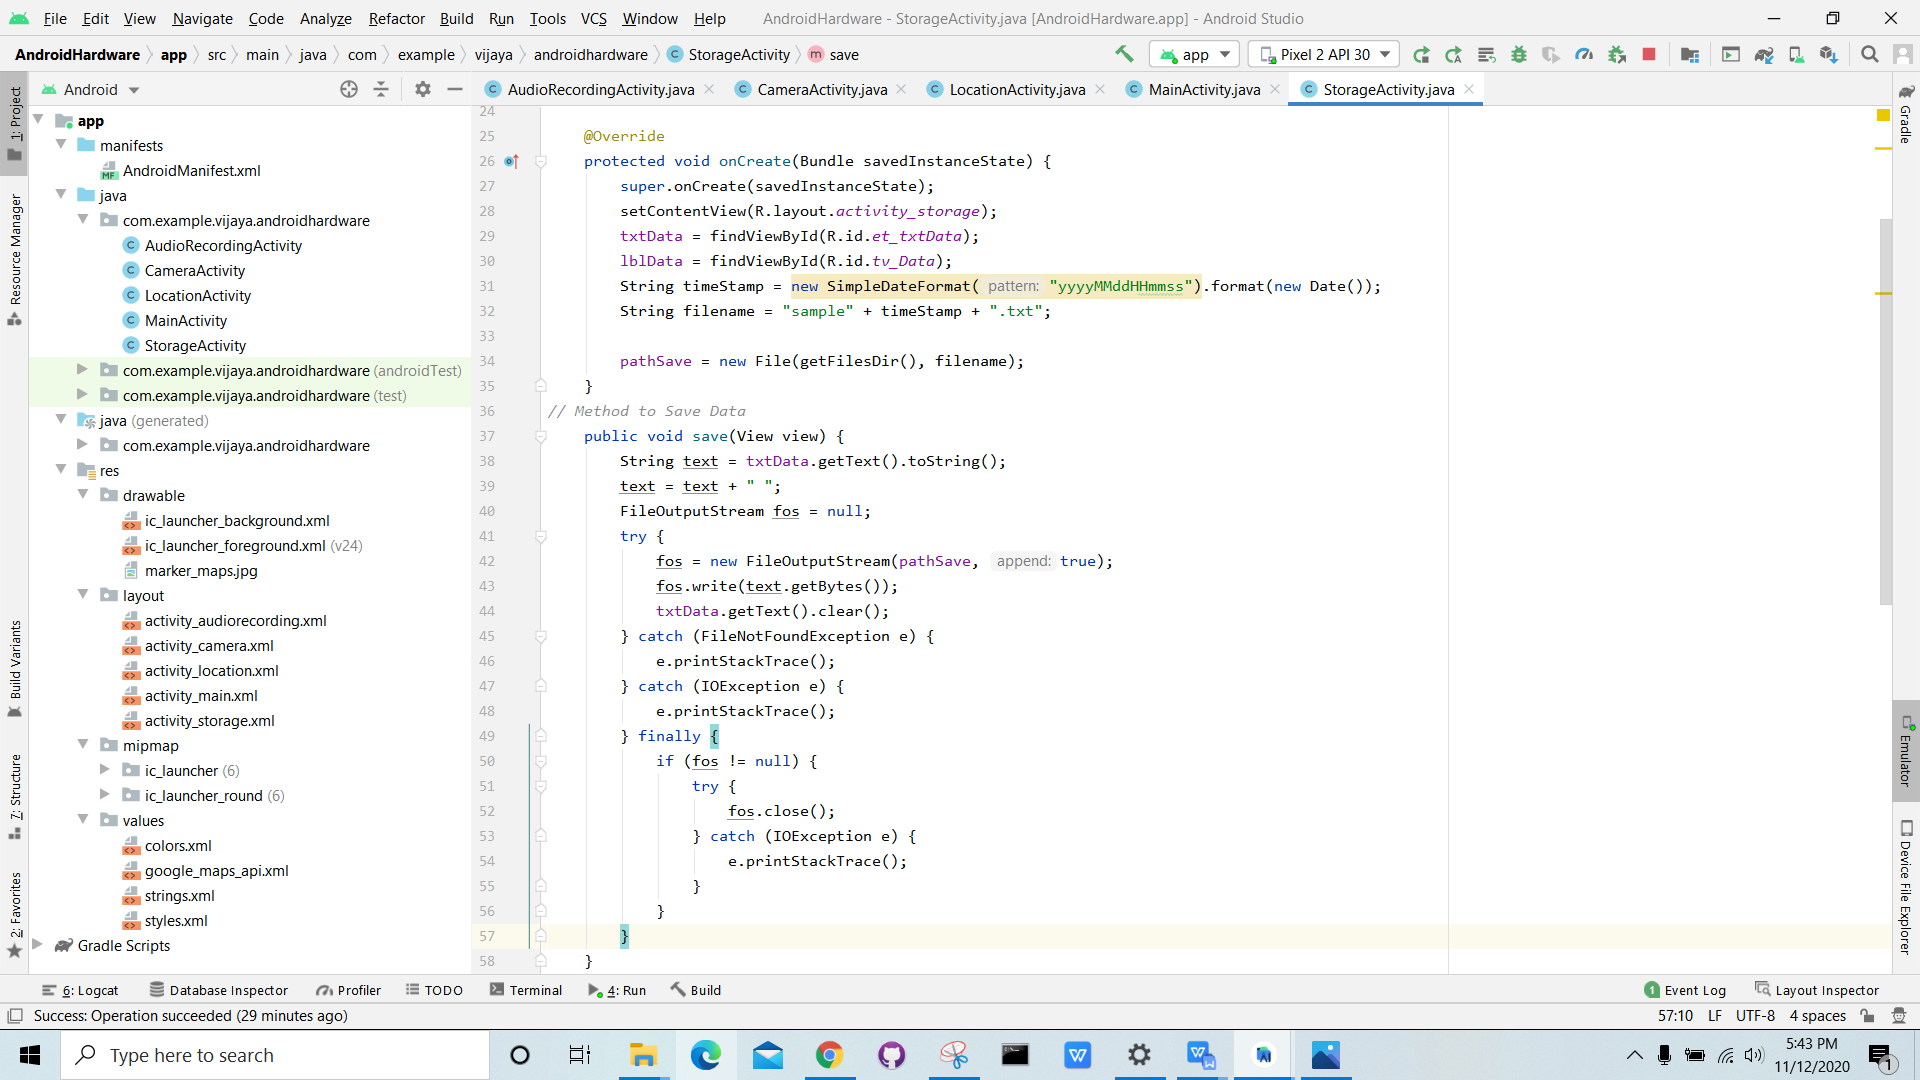 File Edit View Navigate Code Analyze Refactor Build Run Tools VCS Window Help AndroidHardware - StorageActivity.java [AndroidHardware.app] - Android Studio
AndroidHardware app src main java com example vijaya androidhardware StorageActivity save app Pixel 2 API 30
Android AudioRecordingActivity.java CameraActivity.java LocationActivity.java MainActivity.java StorageActivity.java
1: Project
Resource Manager
Build Variants
7: Structure
2: Favorites
app
manifests
AndroidManifest.xml
java
com.example.vijaya.androidhardware
AudioRecordingActivity
CameraActivity
LocationActivity
MainActivity
StorageActivity
com.example.vijaya.androidhardware (androidTest)
com.example.vijaya.androidhardware (test)
java (generated)
com.example.vijaya.androidhardware
res
drawable
ic_launcher_background.xml
ic_launcher_foreground.xml (v24)
marker_maps.jpg
layout
activity_audiorecording.xml
activity_camera.xml
activity_location.xml
activity_main.xml
activity_storage.xml
mipmap
ic_launcher (6)
ic_launcher_round (6)
values
colors.xml
google_maps_api.xml
strings.xml
styles.xml
Gradle Scripts
24
25 @Override
26 protected void onCreate(Bundle savedInstanceState) {
27 super.onCreate(savedInstanceState);
28 setContentView(R.layout.activity_storage);
29 txtData = findViewById(R.id.et_txtData);
30 lblData = findViewById(R.id.tv_Data);
31 String timeStamp = new SimpleDateFormat( pattern: "yyyyMMddHHmmss").format(new Date());
32 String filename = "sample" + timeStamp + ".txt";
33
34 pathSave = new File(getFilesDir(), filename);
35 }
36 // Method to Save Data
37 public void save(View view) {
38 String text = txtData.getText().toString();
39 text = text + " ";
40 FileOutputStream fos = null;
41 try {
42 fos = new FileOutputStream(pathSave, append: true);
43 fos.write(text.getBytes());
44 txtData.getText().clear();
45 } catch (FileNotFoundException e) {
46 e.printStackTrace();
47 } catch (IOException e) {
48 e.printStackTrace();
49 } finally {
50 if (fos != null) {
51 try {
52 fos.close();
53 } catch (IOException e) {
54 e.printStackTrace();
55 }
56 }
57 }
58 }
Gradle
Emulator
Device File Explorer
6: Logcat Database Inspector Profiler TODO Terminal 4: Run Build 1 Event Log Layout Inspector
Success: Operation succeeded (29 minutes ago) 57:10 LF UTF-8 4 spaces
Type here to search
5:43 PM
11/12/2020
1